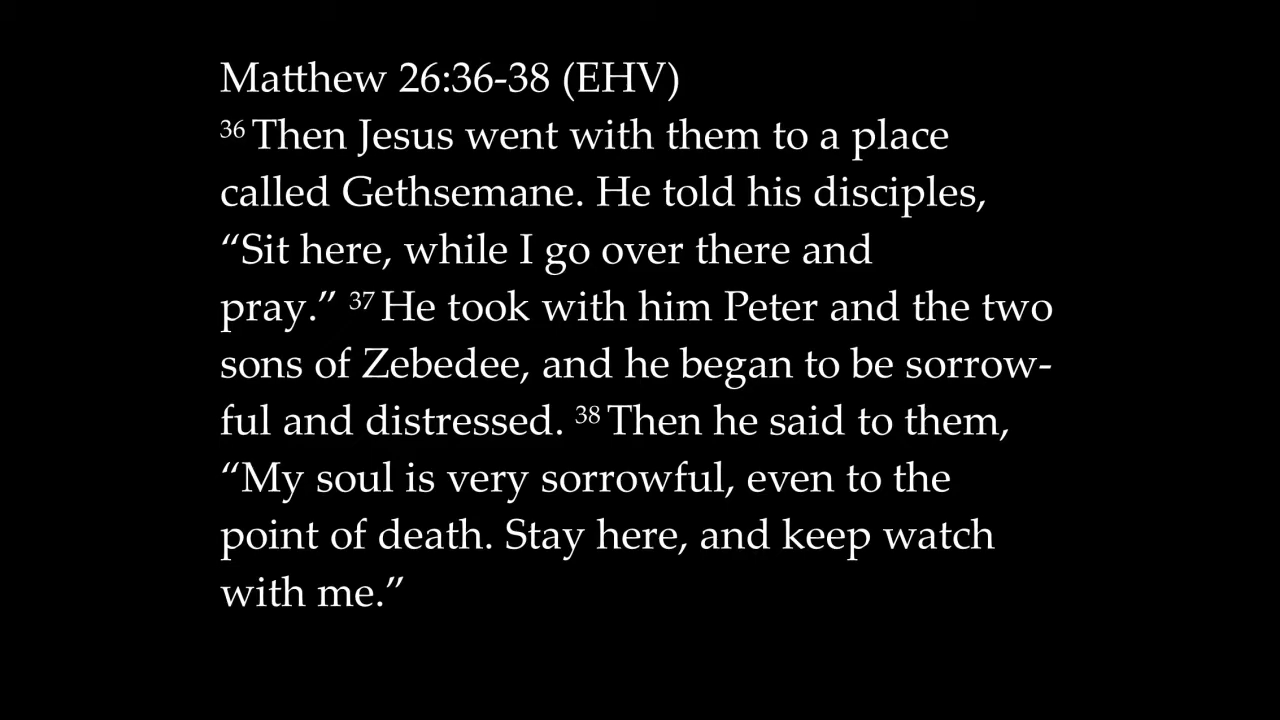 Matthew 26:36-38 (EHV)
36 Then Jesus went with them to a place
called Gethsemane. He told his disciples,
“Sit here, while I go over there and
pray.” 37 He took with him Peter and the two
sons of Zebedee, and he began to be sorrow-
ful and distressed. 38 Then he said to them,
“My soul is very sorrowful, even to the
point of death. Stay here, and keep watch
with me.”